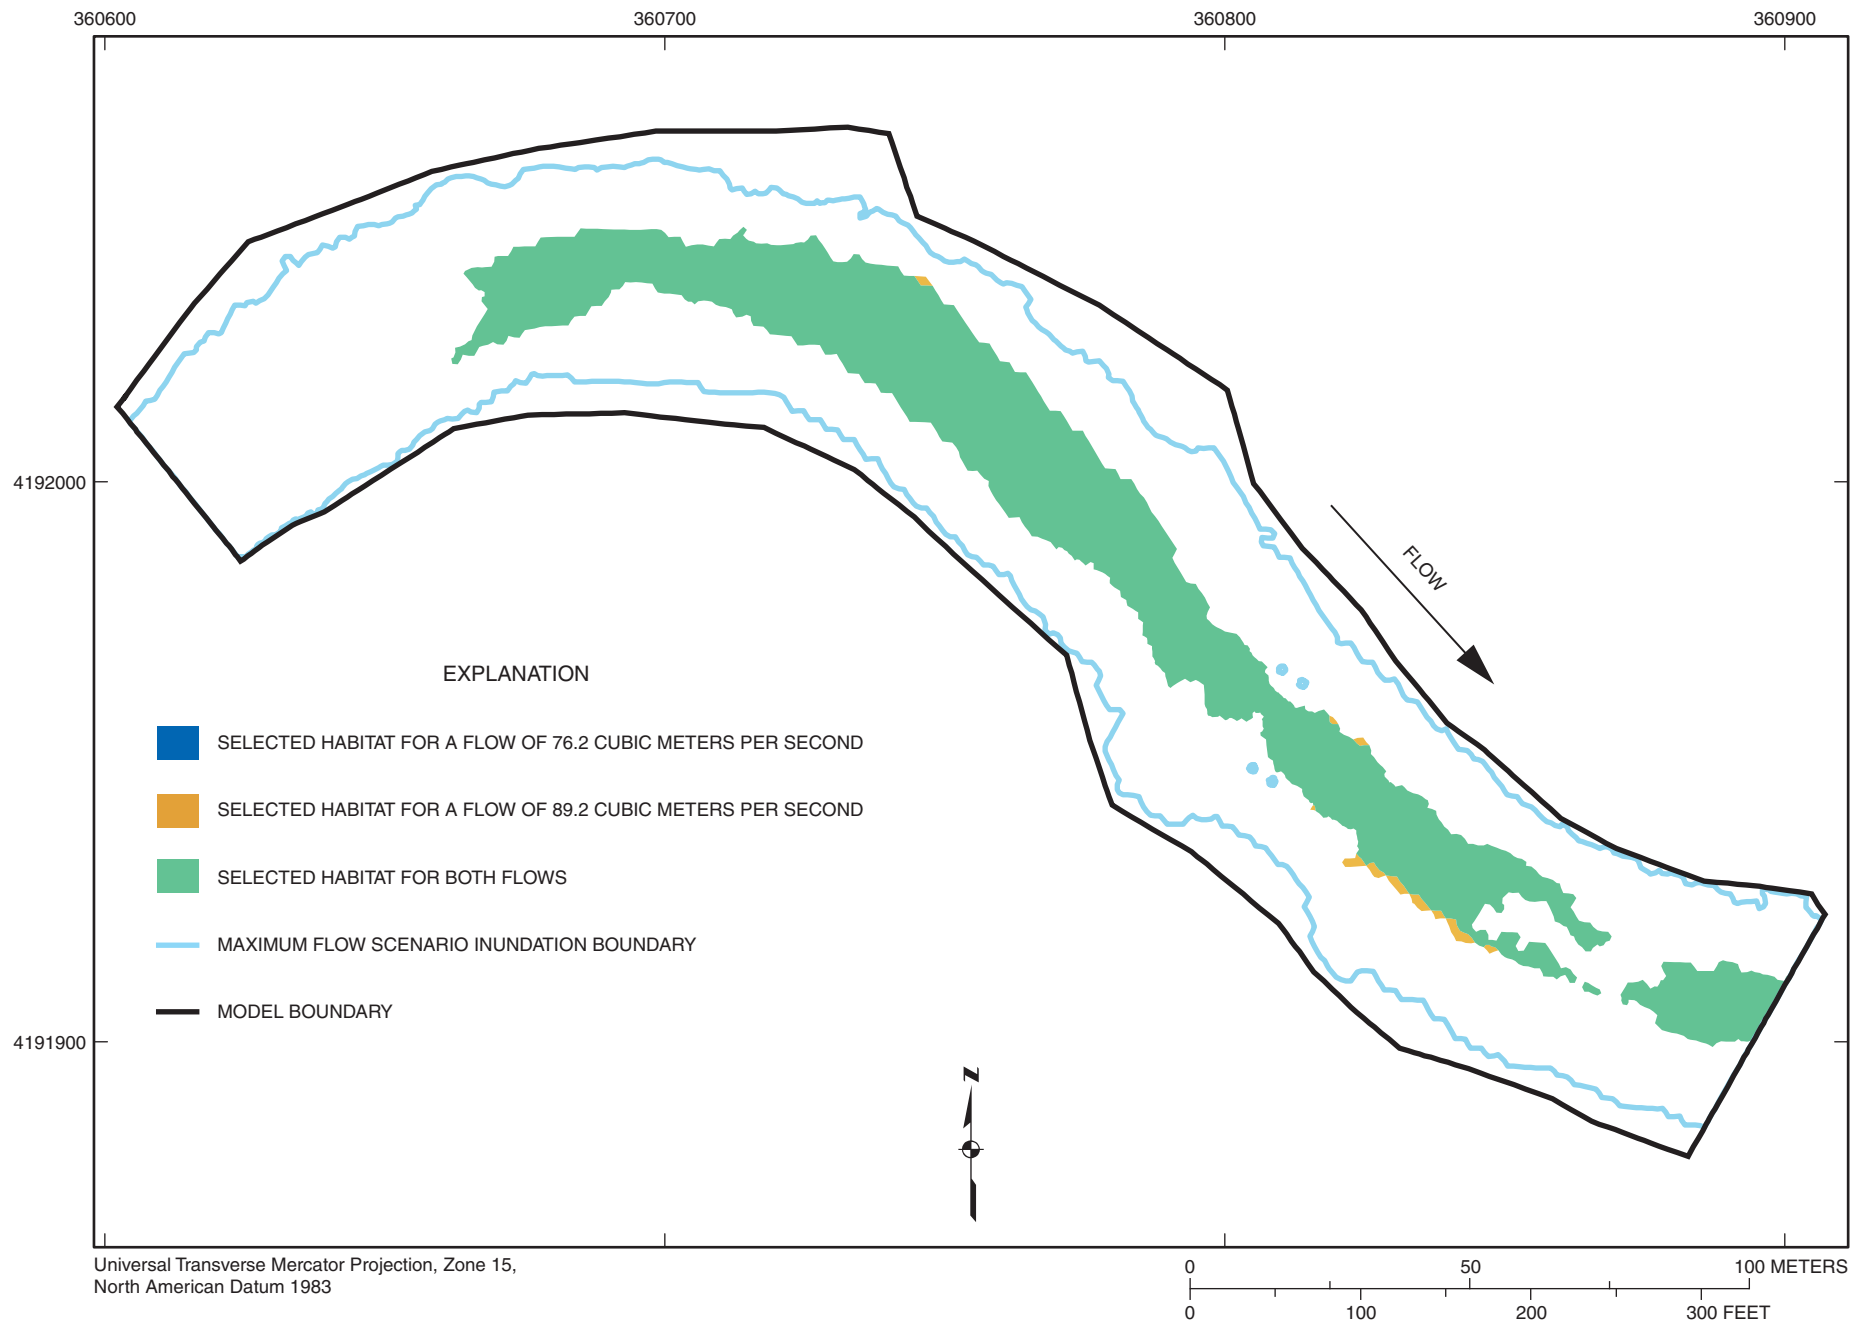 360600 360700 360800 360900
4192000
FLOW
EXPLANATION
SELECTED HABITAT FOR A FLOW OF 76.2 CUBIC METERS PER SECOND
SELECTED HABITAT FOR A FLOW OF 89.2 CUBIC METERS PER SECOND
SELECTED HABITAT FOR BOTH FLOWS
MAXIMUM FLOW SCENARIO INUNDATION BOUNDARY
MODEL BOUNDARY
4191900
N
Universal Transverse Mercator Projection, Zone 15,
North American Datum 1983
0 50 100 METERS
0 100 200 300 FEET